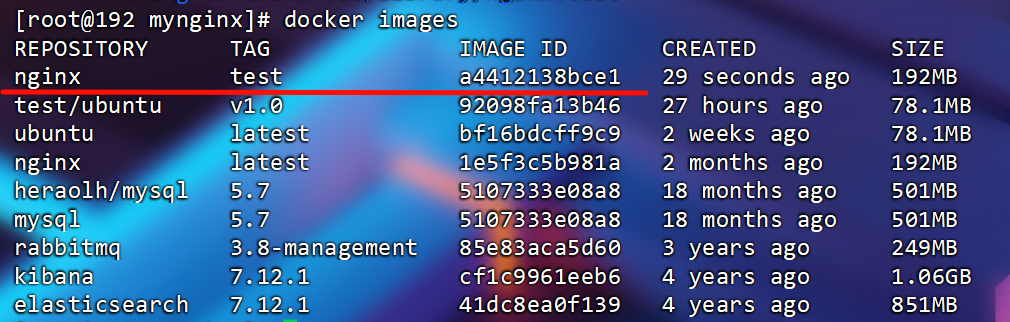 [root@192 mynginx]# docker images
REPOSITORY TAG IMAGE ID CREATED SIZE
nginx test a4412138bce1 29 seconds ago 192MB
test/ubuntu v1.0 92098fa13b46 27 hours ago 78.1MB
ubuntu latest bf16bdcff9c9 2 weeks ago 78.1MB
nginx latest 1e5f3c5b981a 2 months ago 192MB
heraolh/mysql 5.7 5107333e08a8 18 months ago 501MB
mysql 5.7 5107333e08a8 18 months ago 501MB
rabbitmq 3.8-management 85e83aca5d60 3 years ago 249MB
kibana 7.12.1 cf1c9961eeb6 4 years ago 1.06GB
elasticsearch 7.12.1 41dc8ea0f139 4 years ago 851MB